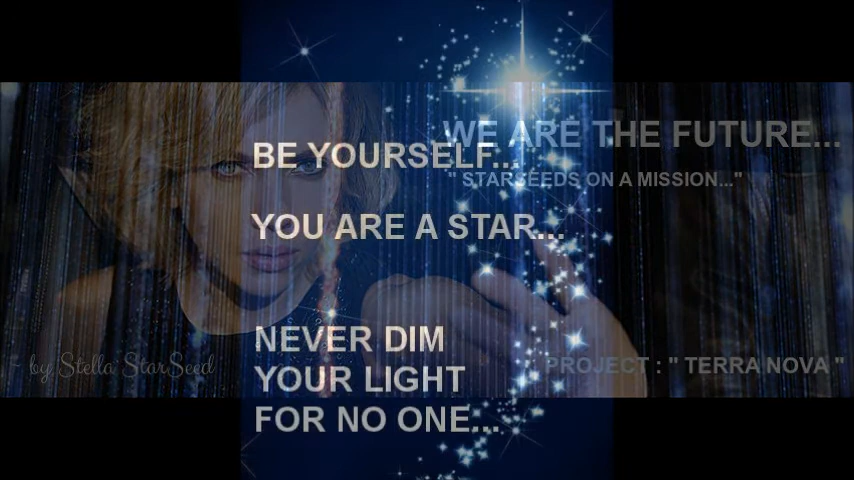 WE ARE THE FUTURE...
BE YOURSELF...
" STARSEEDS ON A MISSION..."
YOU ARE A STAR...
NEVER DIM
~ by Stella StarSeed
PROJECT : " TERRA NOVA "
YOUR LIGHT
FOR NO ONE...